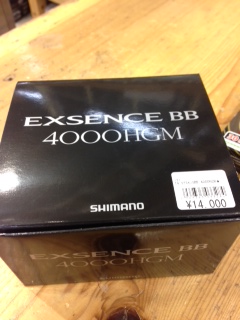 EXSENCE BB
4000HGM
SHIMANO
¥14,000
EXSENCE BB
4000HGM